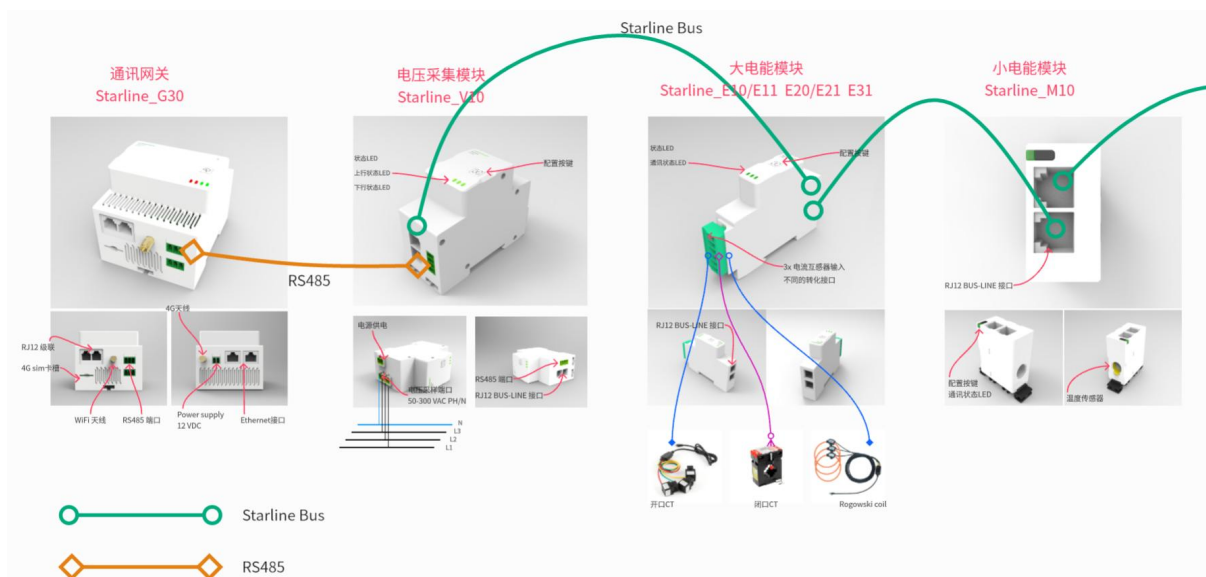 Starline Bus
通讯网关
Starline_G30
电压采集模块
Starline_V10
大电能模块
Starline_E10/E11 E20/E21 E31
小电能模块
Starline_M10
状态LED
上行状态LED
下行状态LED
配置按键
状态LED
通讯状态LED
配置按键
3x 电流互感器输入
不同的转化接口
RJ12 BUS-LINE 接口
RS485
4G天线
RJ12 级联
4G sim卡槽
WiFi 天线
RS485 端口
Power supply
12 VDC
Ethernet接口
电源供电
电压采样端口
50-300 VAC PH/N
N
L3
L2
L1
RS485 端口
RJ12 BUS-LINE 接口
RJ12 BUS-LINE 接口
开口CT
闭口CT
Rogowski coil
配置按键
通讯状态LED
温度传感器
Starline Bus
RS485